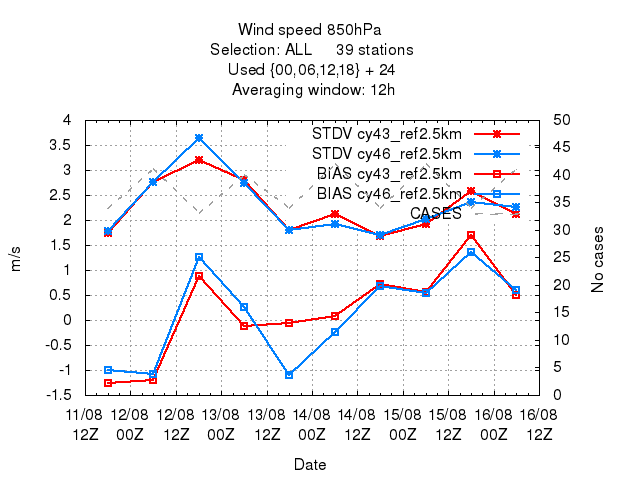 Wind speed 850hPa
Selection: ALL 39 stations
Used {00,06,12,18} + 24
Averaging window: 12h
STDV cy43_ref2.5km
STDV cy46_ref2.5km
BIAS cy43_ref2.5km
BIAS cy46_ref2.5km
CASES
4
3.5
3
2.5
2
1.5
1
0.5
0
-0.5
-1
-1.5
m/s
50
45
40
35
30
25
20
15
10
5
0
No cases
11/08 12/08 12/08 13/08 13/08 14/08 14/08 15/08 15/08 16/08 16/08
12Z 00Z 12Z 00Z 12Z 00Z 12Z 00Z 12Z 00Z 12Z
Date